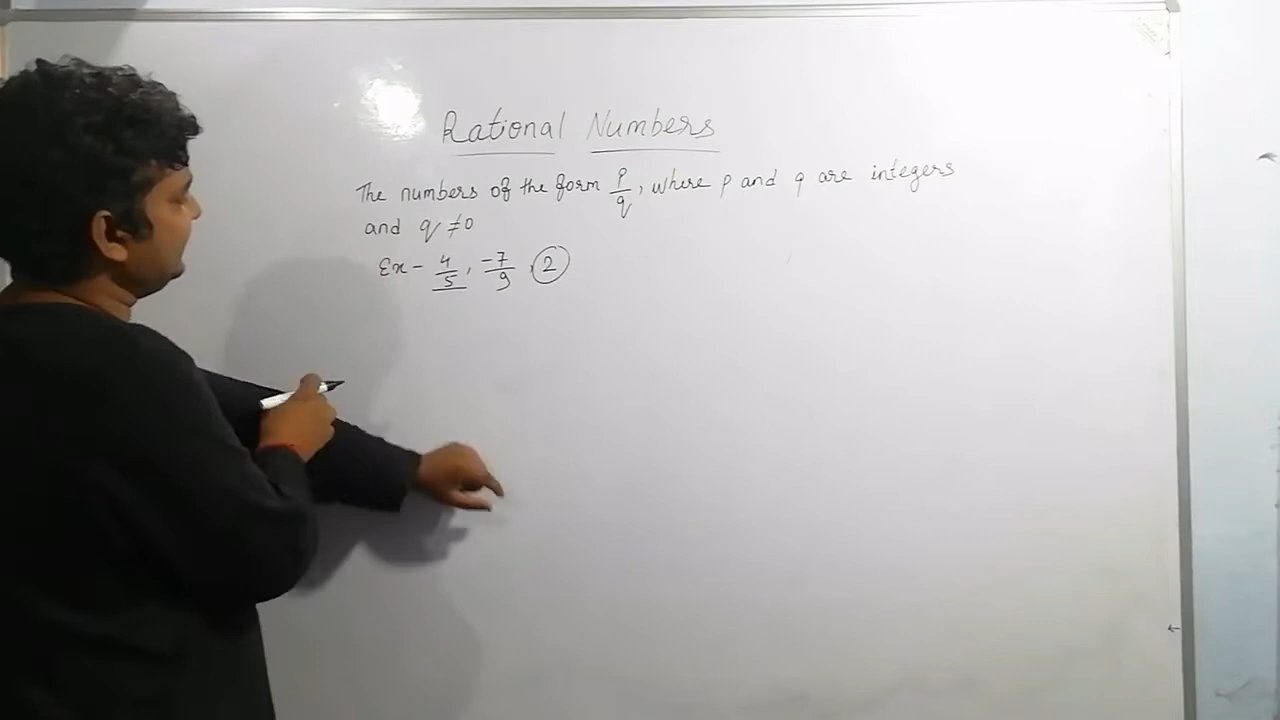 Rational Numbers
The numbers of the form p/q, where p and q are integers
and q ≠0
Ex - 4/5, -7/9, 2